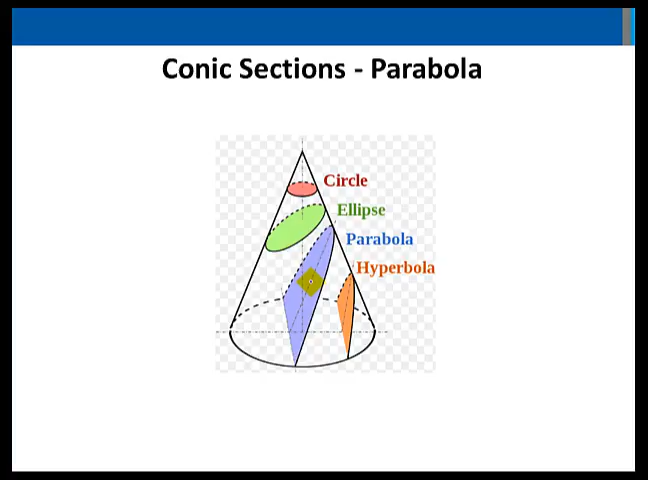 Conic Sections - Parabola
Circle
Ellipse
Parabola
Hyperbola